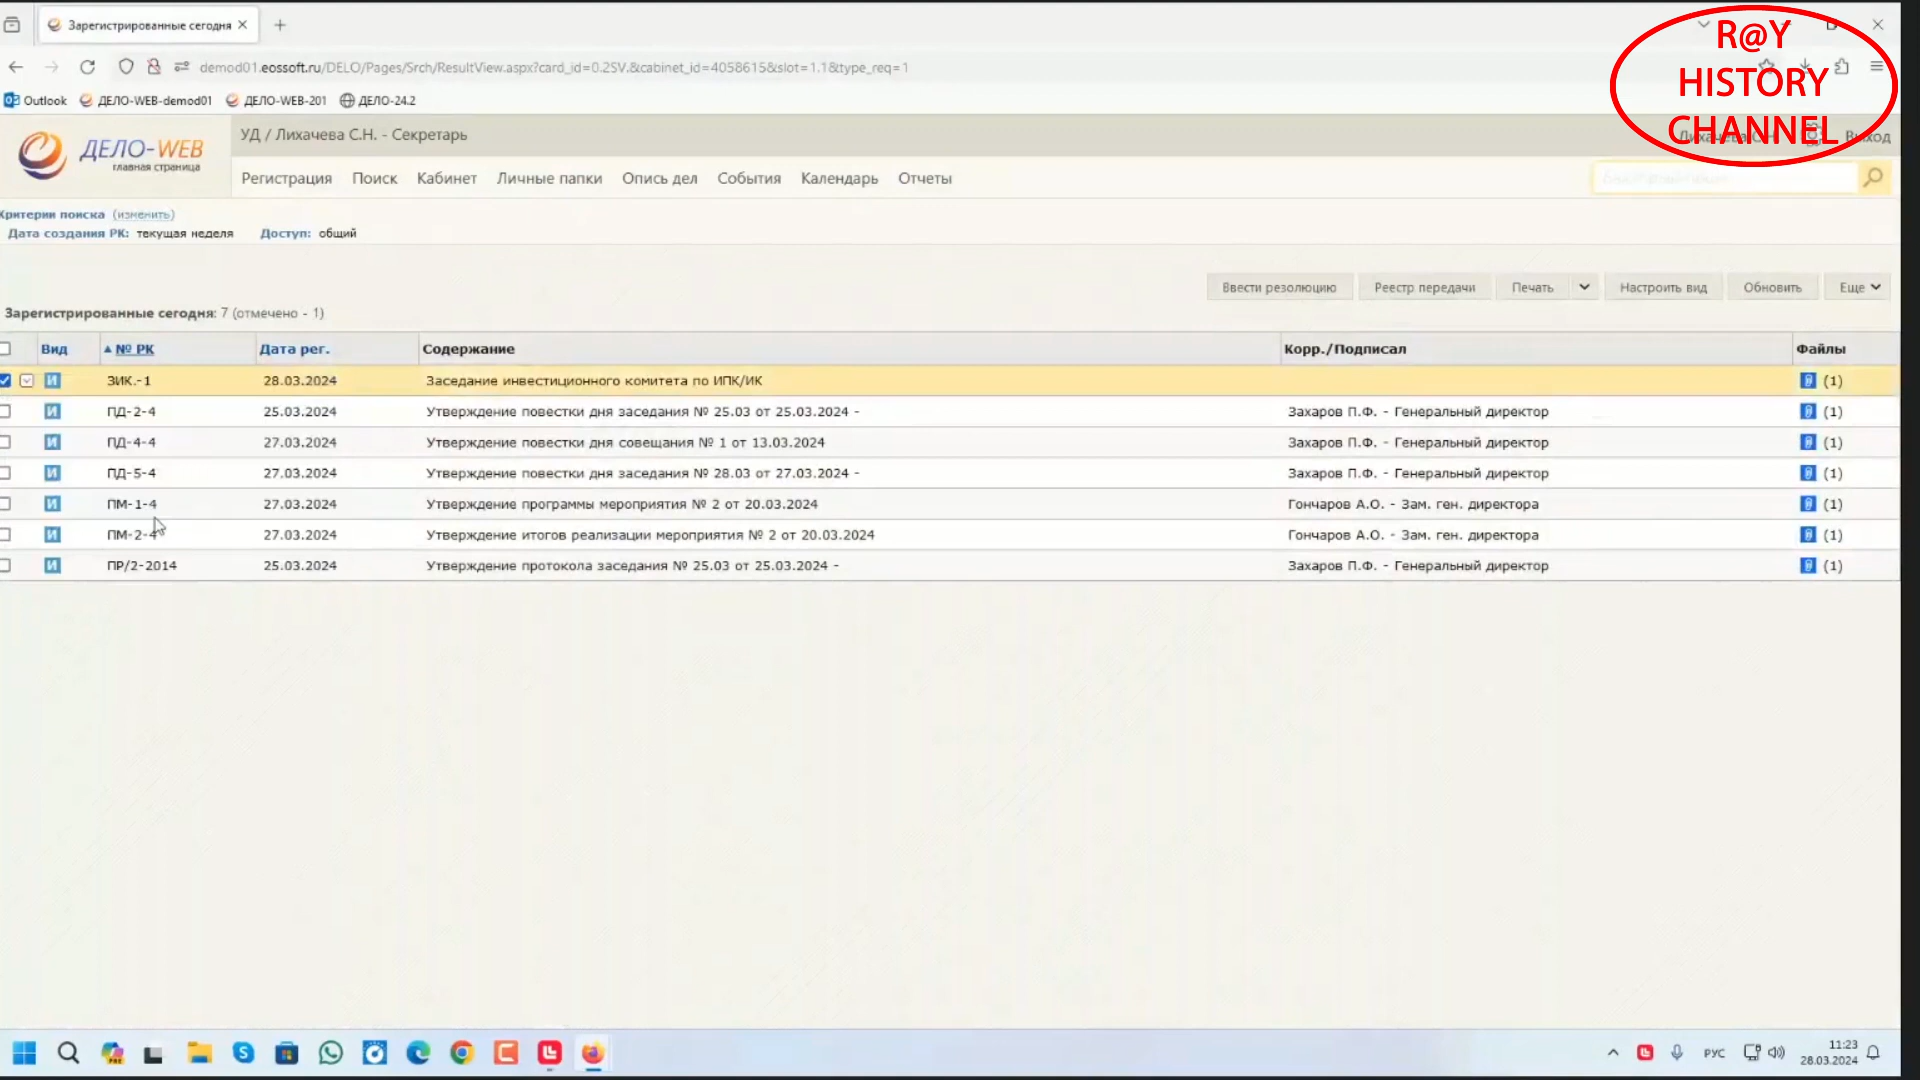 Зарегистрированные сегодня
demod01.eossoft.ru/DELO/Pages/Srch/ResultView.aspx?card_id=0.2SV.&cabinet_id=4058615&slot=1.1&type_req=1
Outlook ДЕЛО-WEB-demod01 ДЕЛО-WEB-201 ДЕЛО-24.2
R@Y
HISTORY
CHANNEL
ДЕЛО-WEB
главная страница
УД / Лихачева С.Н. - Секретарь
Выход
Регистрация Поиск Кабинет Личные папки Опись дел События Календарь Отчеты
Критерии поиска (изменить)
Дата создания РК: текущая неделя Доступ: общий
Ввести резолюцию Реестр передачи Печать Настроить вид Обновить Еще
Зарегистрированные сегодня: 7 (отмечено - 1)
Вид № РК Дата рег. Содержание Корр./Подписал Файлы
И ЗИК.-1 28.03.2024 Заседание инвестиционного комитета по ИПК/ИК (1)
И ПД-2-4 25.03.2024 Утверждение повестки дня заседания № 25.03 от 25.03.2024 - Захаров П.Ф. - Генеральный директор (1)
И ПД-4-4 27.03.2024 Утверждение повестки дня совещания № 1 от 13.03.2024 Захаров П.Ф. - Генеральный директор (1)
И ПД-5-4 27.03.2024 Утверждение повестки дня заседания № 28.03 от 27.03.2024 - Захаров П.Ф. - Генеральный директор (1)
И ПМ-1-4 27.03.2024 Утверждение программы мероприятия № 2 от 20.03.2024 Гончаров А.О. - Зам. ген. директора (1)
И ПМ-2-4 27.03.2024 Утверждение итогов реализации мероприятия № 2 от 20.03.2024 Гончаров А.О. - Зам. ген. директора (1)
И ПР/2-2014 25.03.2024 Утверждение протокола заседания № 25.03 от 25.03.2024 - Захаров П.Ф. - Генеральный директор (1)
РУС 11:23
28.03.2024